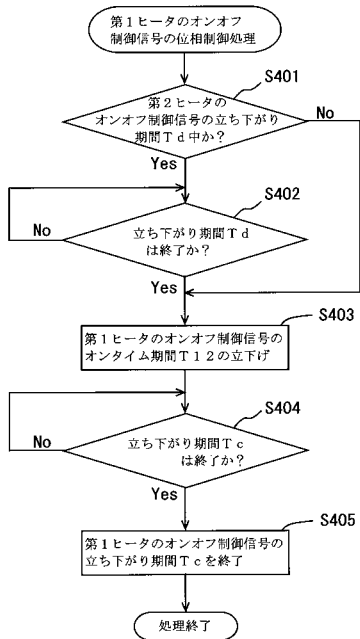 第1ヒータのオンオフ
制御信号の位相制御処理
S401
第2ヒータの
オンオフ制御信号の立ち下がり
期間Td中か?
No
Yes
S402
No
立ち下がり期間Td
は終了か?
Yes
S403
第1ヒータのオンオフ制御信号の
オンタイム期間T12の立下げ
S404
No
立ち下がり期間Tc
は終了か?
Yes
S405
第1ヒータのオンオフ制御信号の
立ち下がり期間Tcを終了
処理終了